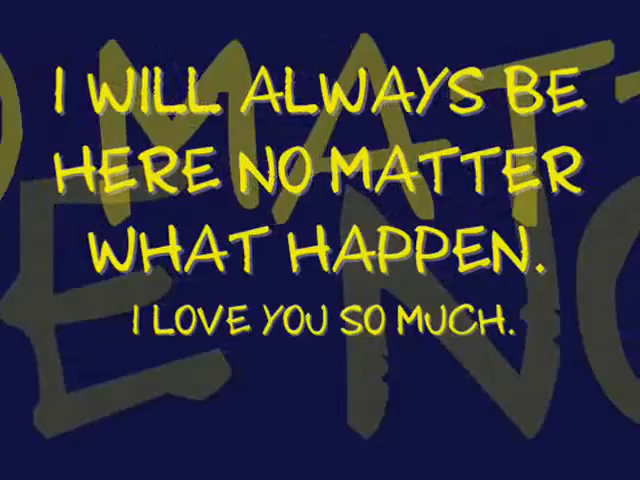 I WILL ALWAYS BE
HERE NO MATTER
WHAT HAPPEN.
I LOVE YOU SO MUCH.